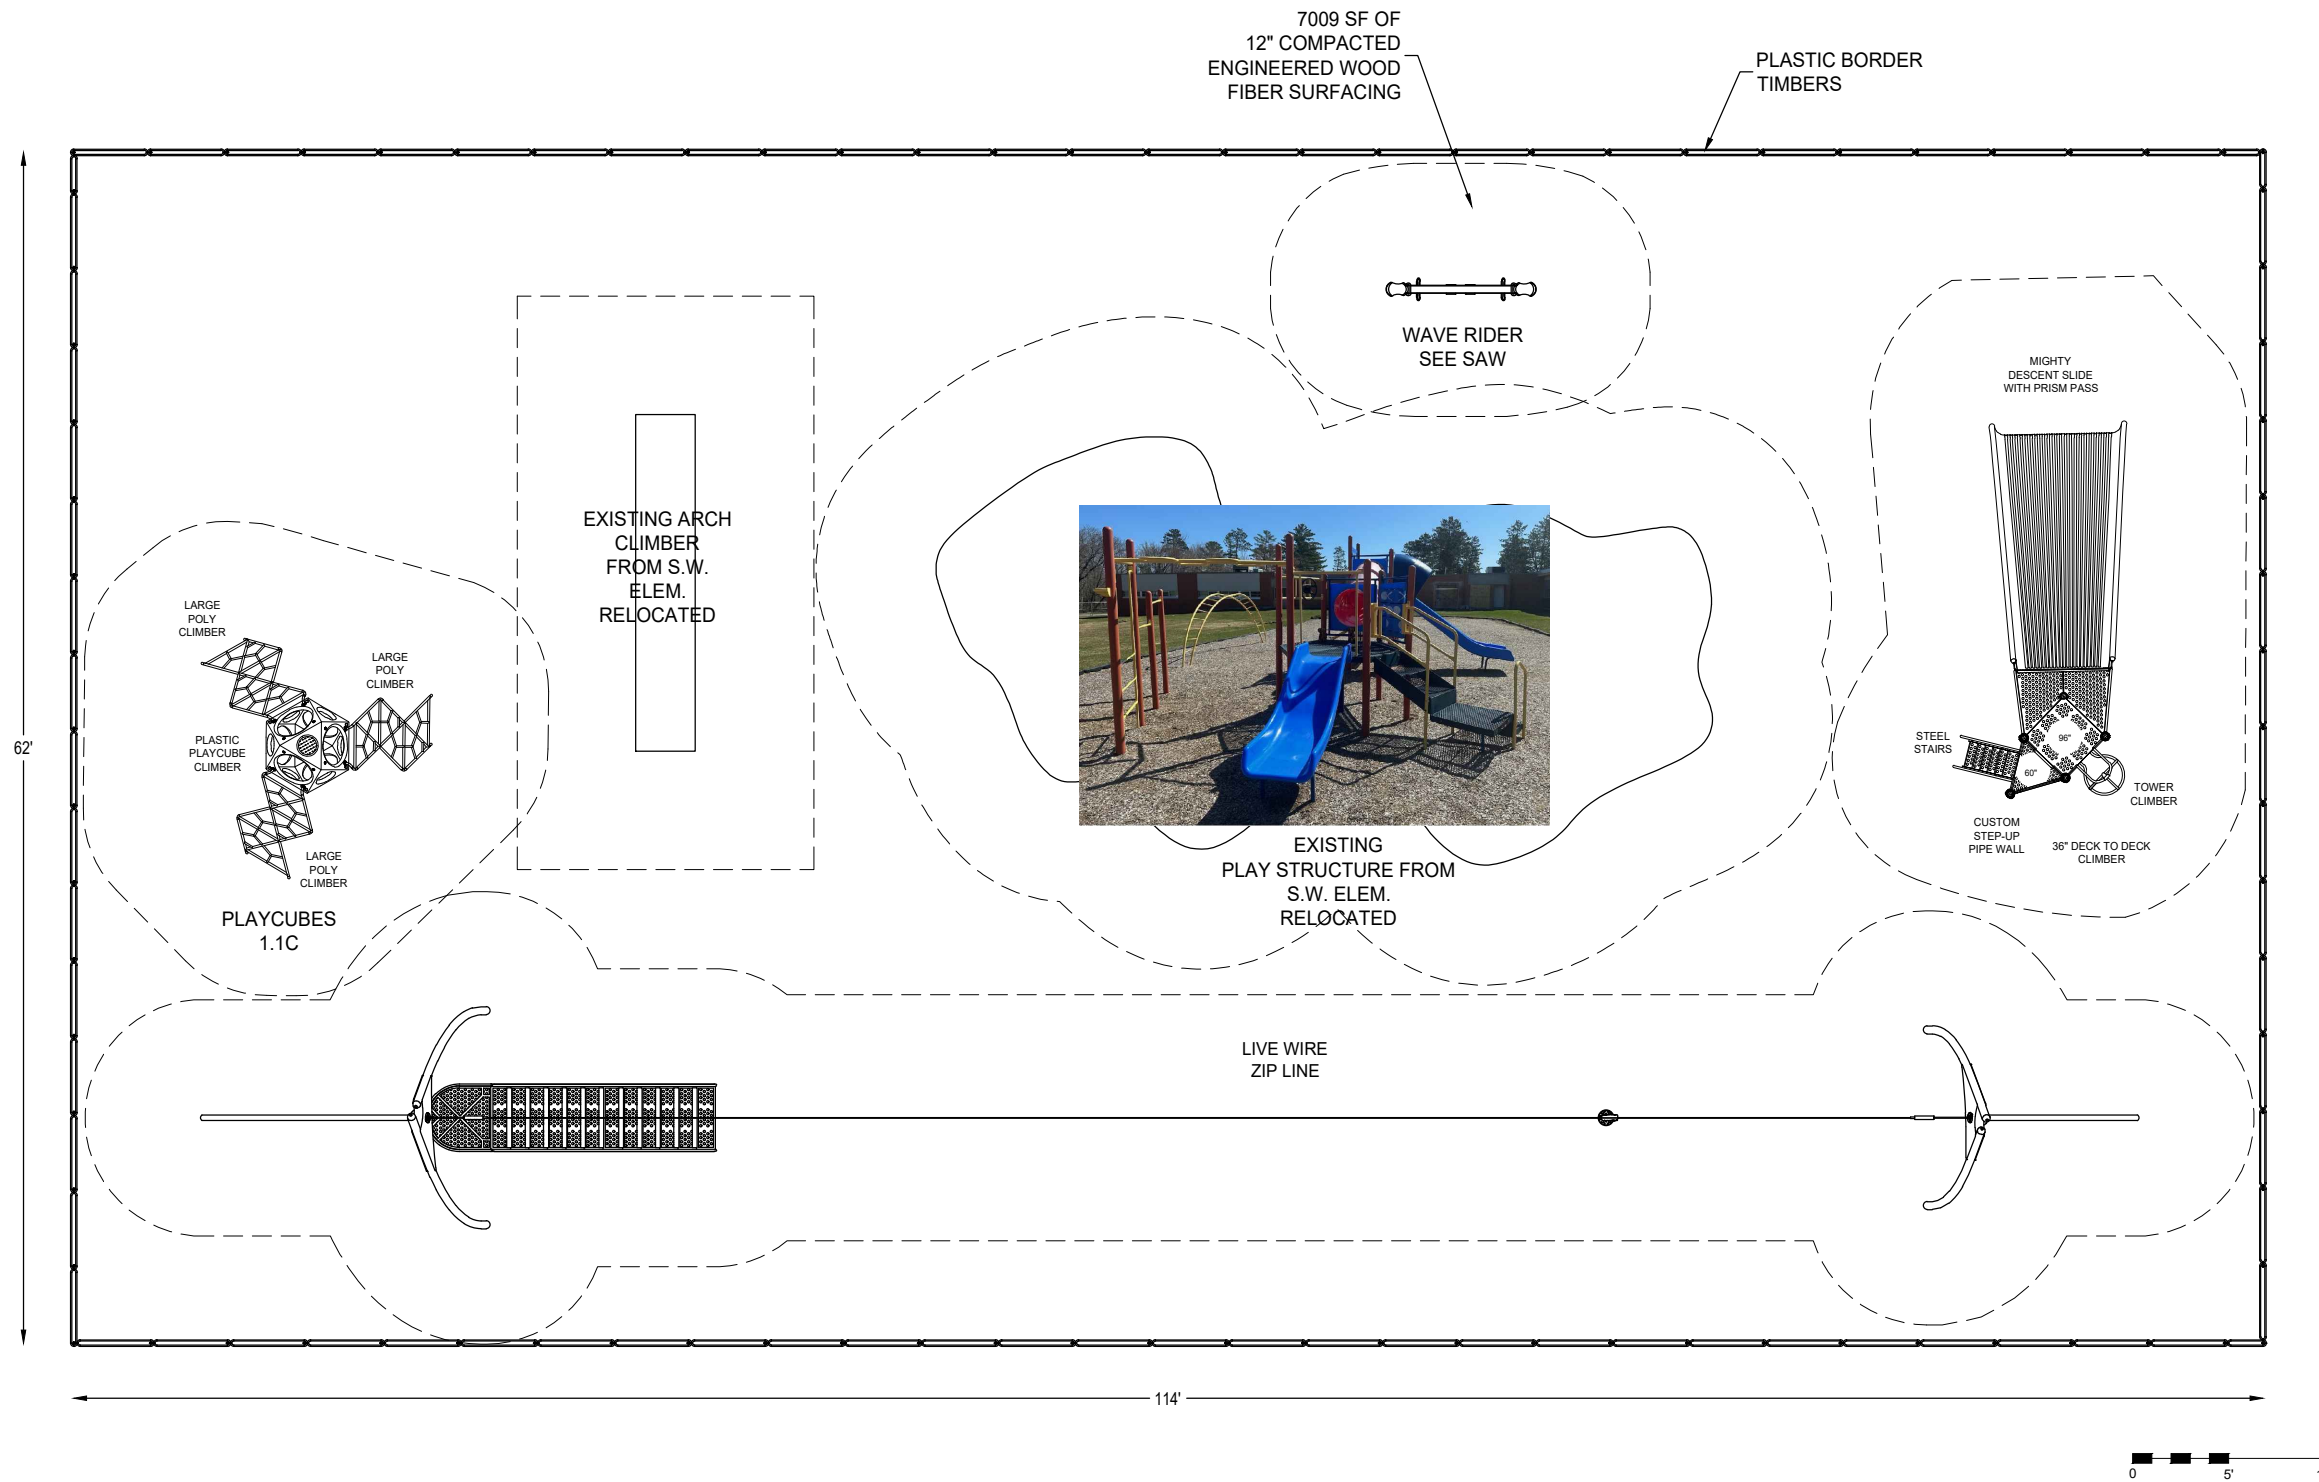 7009 SF OF
12" COMPACTED
ENGINEERED WOOD
FIBER SURFACING
PLASTIC BORDER
TIMBERS
WAVE RIDER
SEE SAW
MIGHTY
DESCENT SLIDE
WITH PRISM PASS
EXISTING ARCH
CLIMBER
FROM S.W.
ELEM.
RELOCATED
LARGE
POLY
CLIMBER
LARGE
POLY
CLIMBER
PLASTIC
PLAYCUBE
CLIMBER
LARGE
POLY
CLIMBER
PLAYCUBES
1.1C
62'
STEEL
STAIRS
96"
60"
TOWER
CLIMBER
CUSTOM
STEP-UP
PIPE WALL
36" DECK TO DECK
CLIMBER
EXISTING
PLAY STRUCTURE FROM
S.W. ELEM.
RELOCATED
LIVE WIRE
ZIP LINE
114'
0
5'